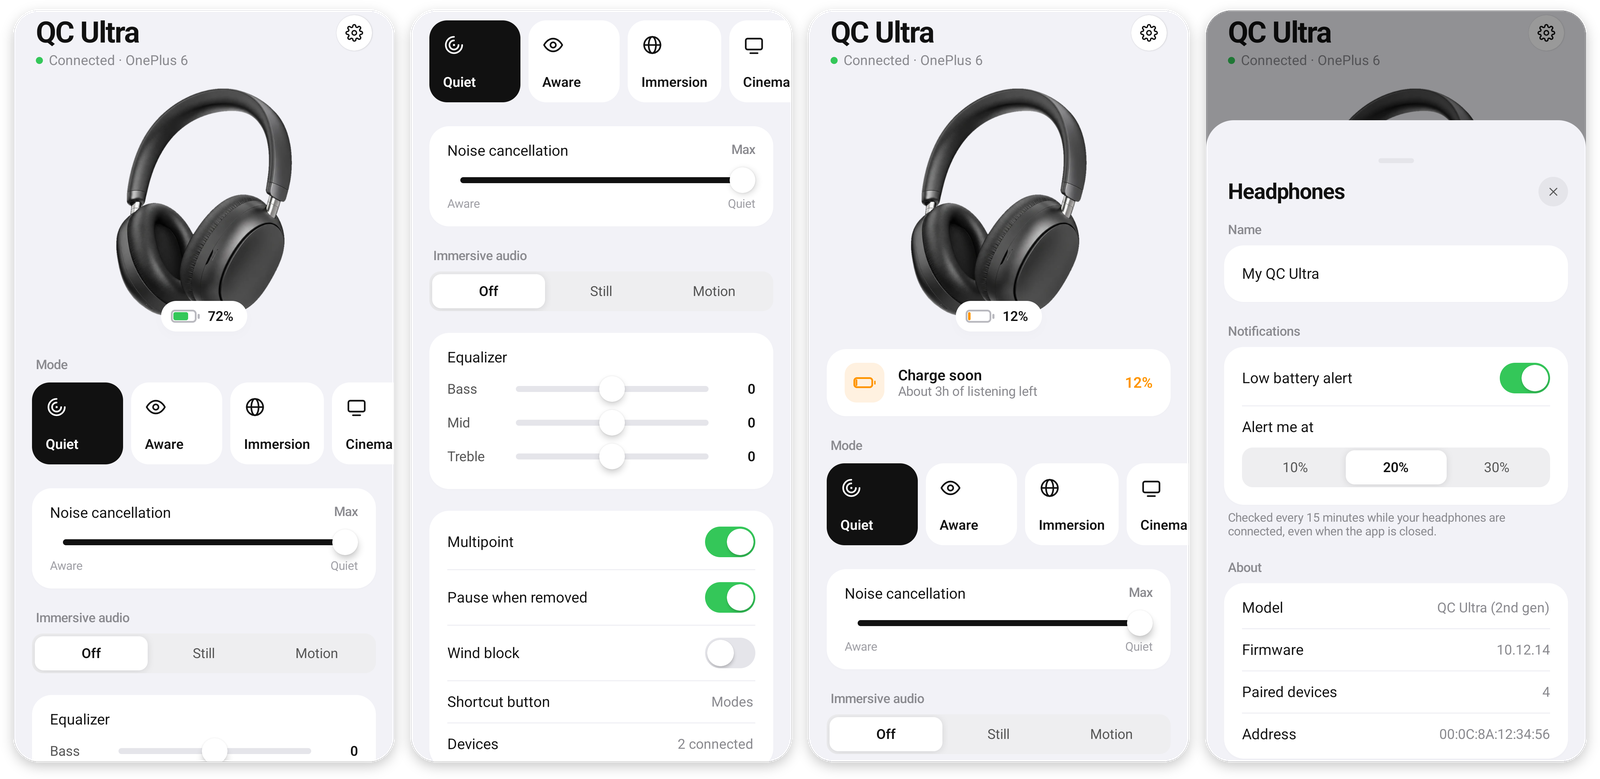 QC Ultra
Connected · OnePlus 6
72%
Mode
Quiet
Aware
Immersion
Cinema
Noise cancellation
Max
Aware
Quiet
Immersive audio
Off
Still
Motion
Equalizer
Bass
0
Quiet
Aware
Immersion
Cinema
Noise cancellation
Max
Aware
Quiet
Immersive audio
Off
Still
Motion
Equalizer
Bass
0
Mid
0
Treble
0
Multipoint
Pause when removed
Wind block
Shortcut button
Modes
Devices
2 connected
QC Ultra
Connected · OnePlus 6
12%
Charge soon
About 3h of listening left
12%
Mode
Quiet
Aware
Immersion
Cinema
Noise cancellation
Max
Aware
Quiet
Immersive audio
Off
Still
Motion
QC Ultra
Connected · OnePlus 6
Headphones
Name
My QC Ultra
Notifications
Low battery alert
Alert me at
10%
20%
30%
Checked every 15 minutes while your headphones are
connected, even when the app is closed.
About
Model
QC Ultra (2nd gen)
Firmware
10.12.14
Paired devices
4
Address
00:0C:8A:12:34:56